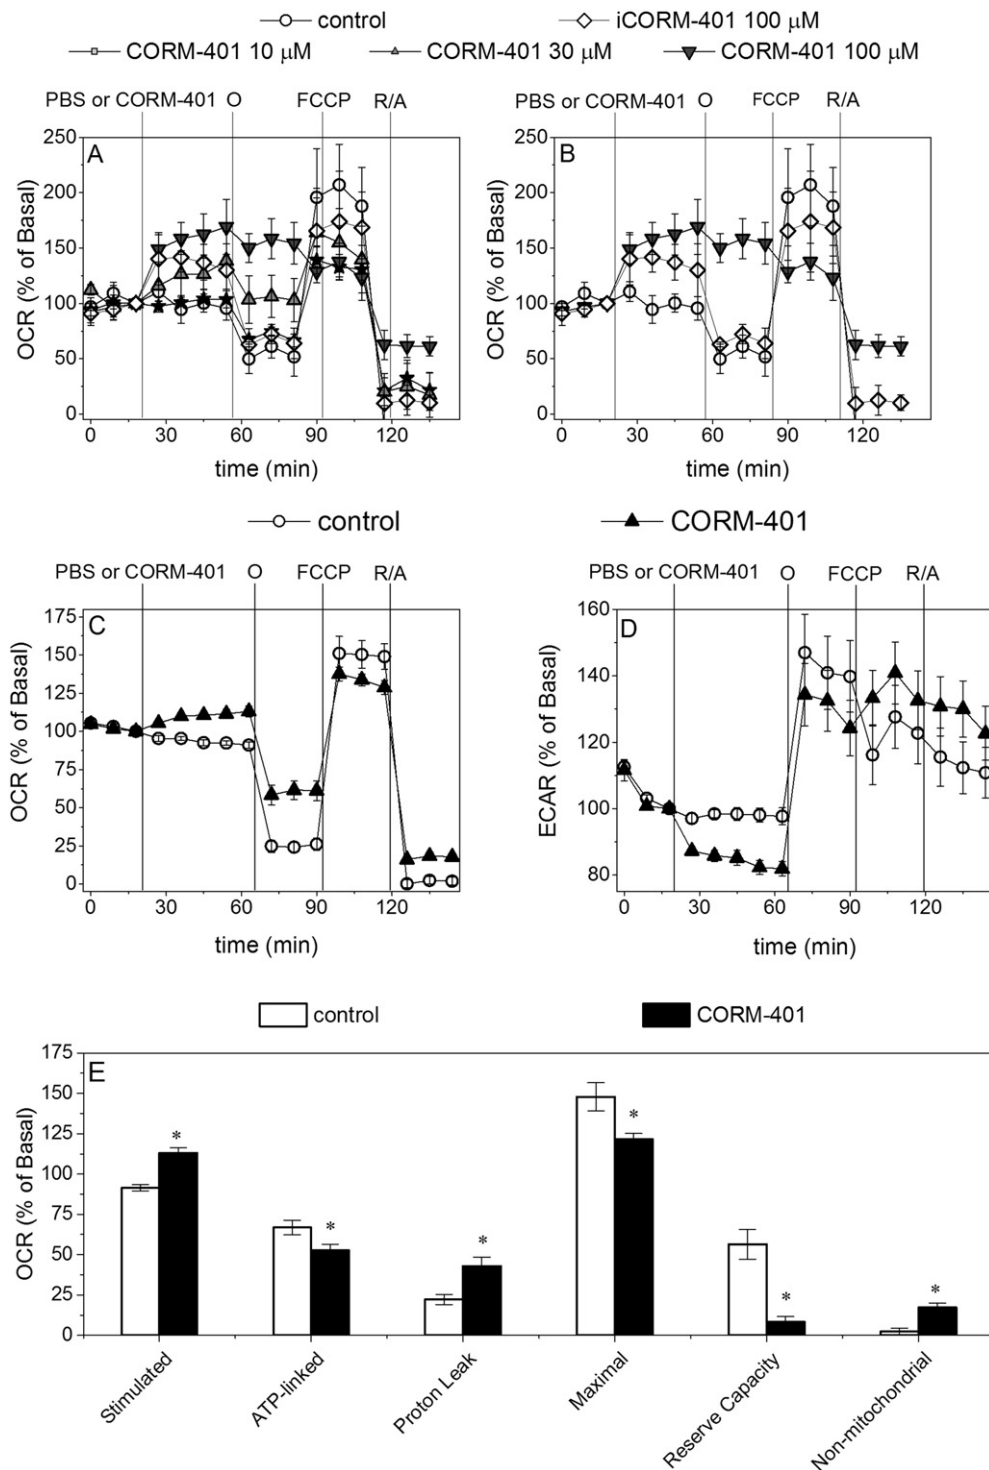 control iCORM-401 100 μM
CORM-401 10 μM CORM-401 30 μM CORM-401 100 μM
PBS or CORM-401 O FCCP R/A PBS or CORM-401 O FCCP R/A
A B
250 250
200 200
150 150
100 100
50 50
0 0
OCR (% of Basal) OCR (% of Basal)
0 30 60 90 120 0 30 60 90 120
time (min) time (min)
control CORM-401
PBS or CORM-401 O FCCP R/A PBS or CORM-401 O FCCP R/A
C D
175 160
150 140
125 120
100 100
75 80
50
25
0
OCR (% of Basal) ECAR (% of Basal)
0 30 60 90 120 0 30 60 90 120
time (min) time (min)
control CORM-401
E
175
150
125
100
75
50
25
0
OCR (% of Basal)
* * * * * *
Stimulated
ATP-linked
Proton Leak
Maximal
Reserve Capacity
Non-mitochondrial